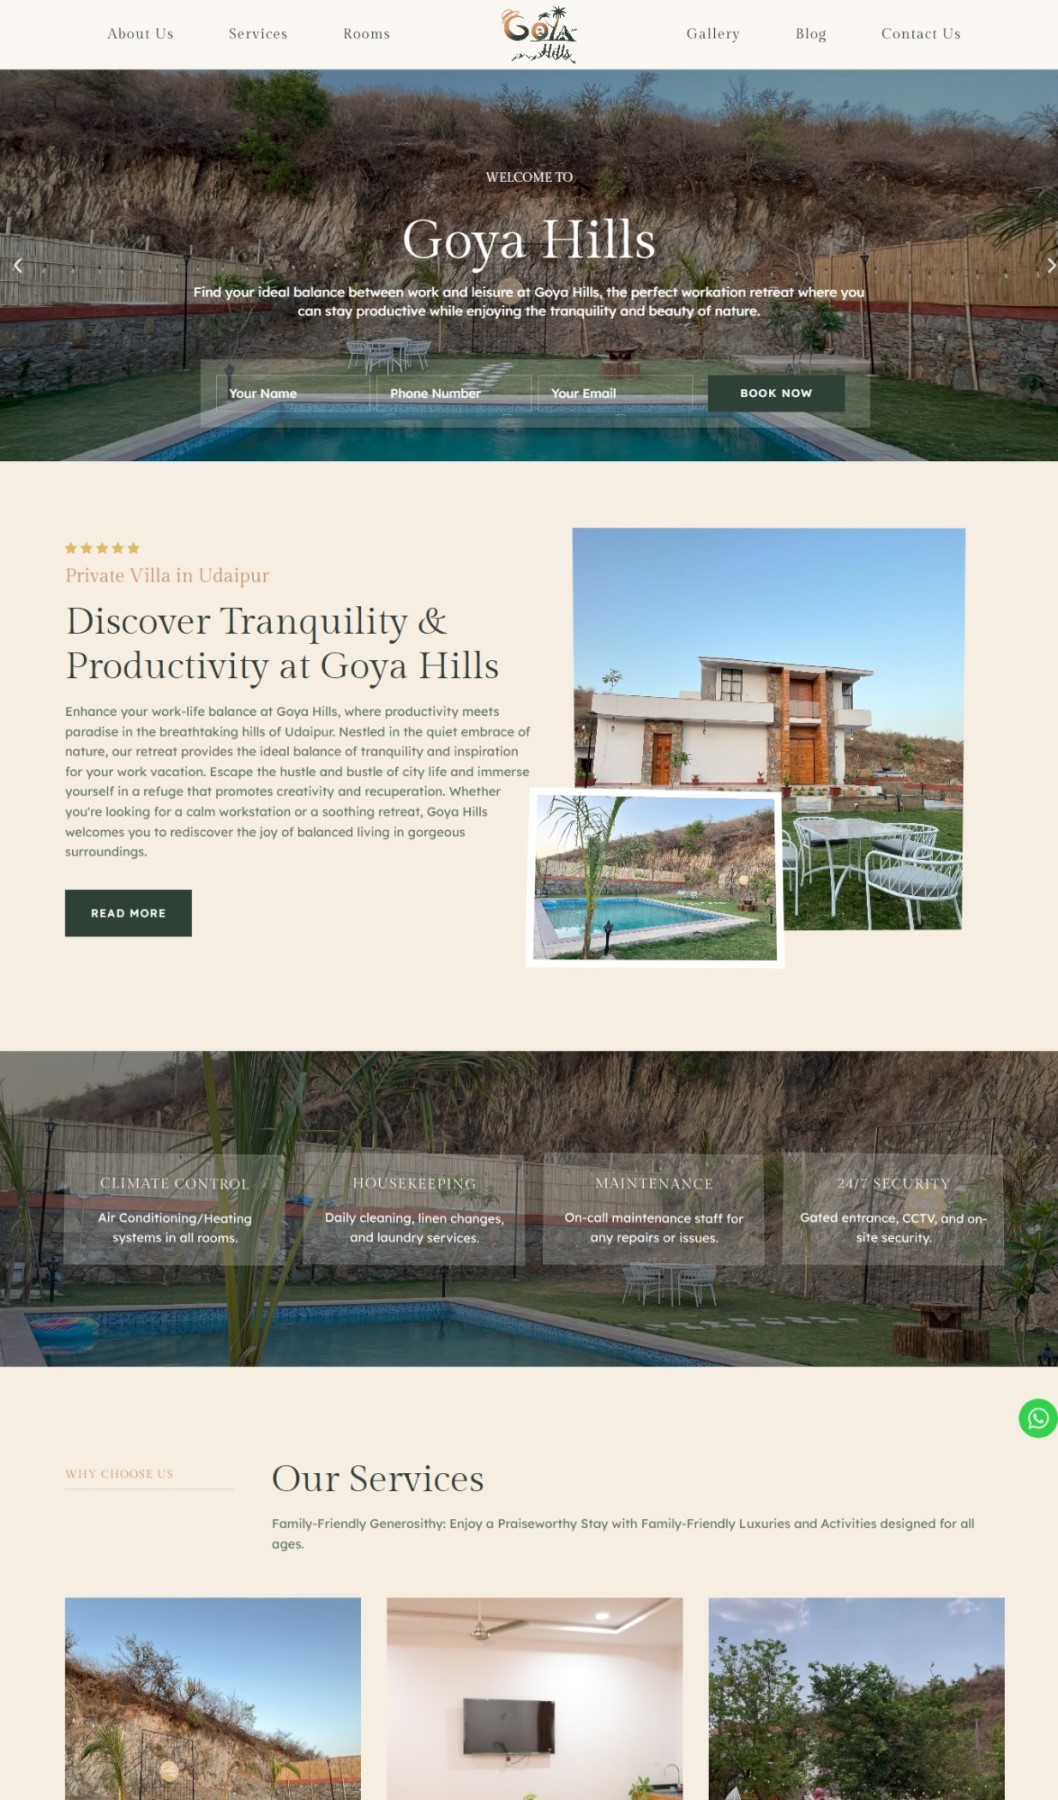 About Us
Services
Rooms
Goya
Hills
Gallery
Blog
Contact Us
WELCOME TO
Goya Hills
Find your ideal balance between work and leisure at Goya Hills, the perfect workation retreat where you
can stay productive while enjoying the tranquility and beauty of nature.
Your Name
Phone Number
Your Email
BOOK NOW
Private Villa in Udaipur
Discover Tranquility &
Productivity at Goya Hills
Enhance your work-life balance at Goya Hills, where productivity meets
paradise in the breathtaking hills of Udaipur. Nestled in the quiet embrace of
nature, our retreat provides the ideal balance of tranquility and inspiration
for your work vacation. Escape the hustle and bustle of city life and immerse
yourself in a refuge that promotes creativity and recuperation. Whether
you're looking for a calm workstation or a soothing retreat, Goya Hills
welcomes you to rediscover the joy of balanced living in gorgeous
surroundings.
READ MORE
CLIMATE CONTROL
Air Conditioning/Heating
systems in all rooms.
HOUSEKEEPING
Daily cleaning, linen changes,
and laundry services.
MAINTENANCE
On-call maintenance staff for
any repairs or issues.
24/7 SECURITY
Gated entrance, CCTV, and on-
site security.
WHY CHOOSE US
Our Services
Family-Friendly Generosithy: Enjoy a Praiseworthy Stay with Family-Friendly Luxuries and Activities designed for all
ages.